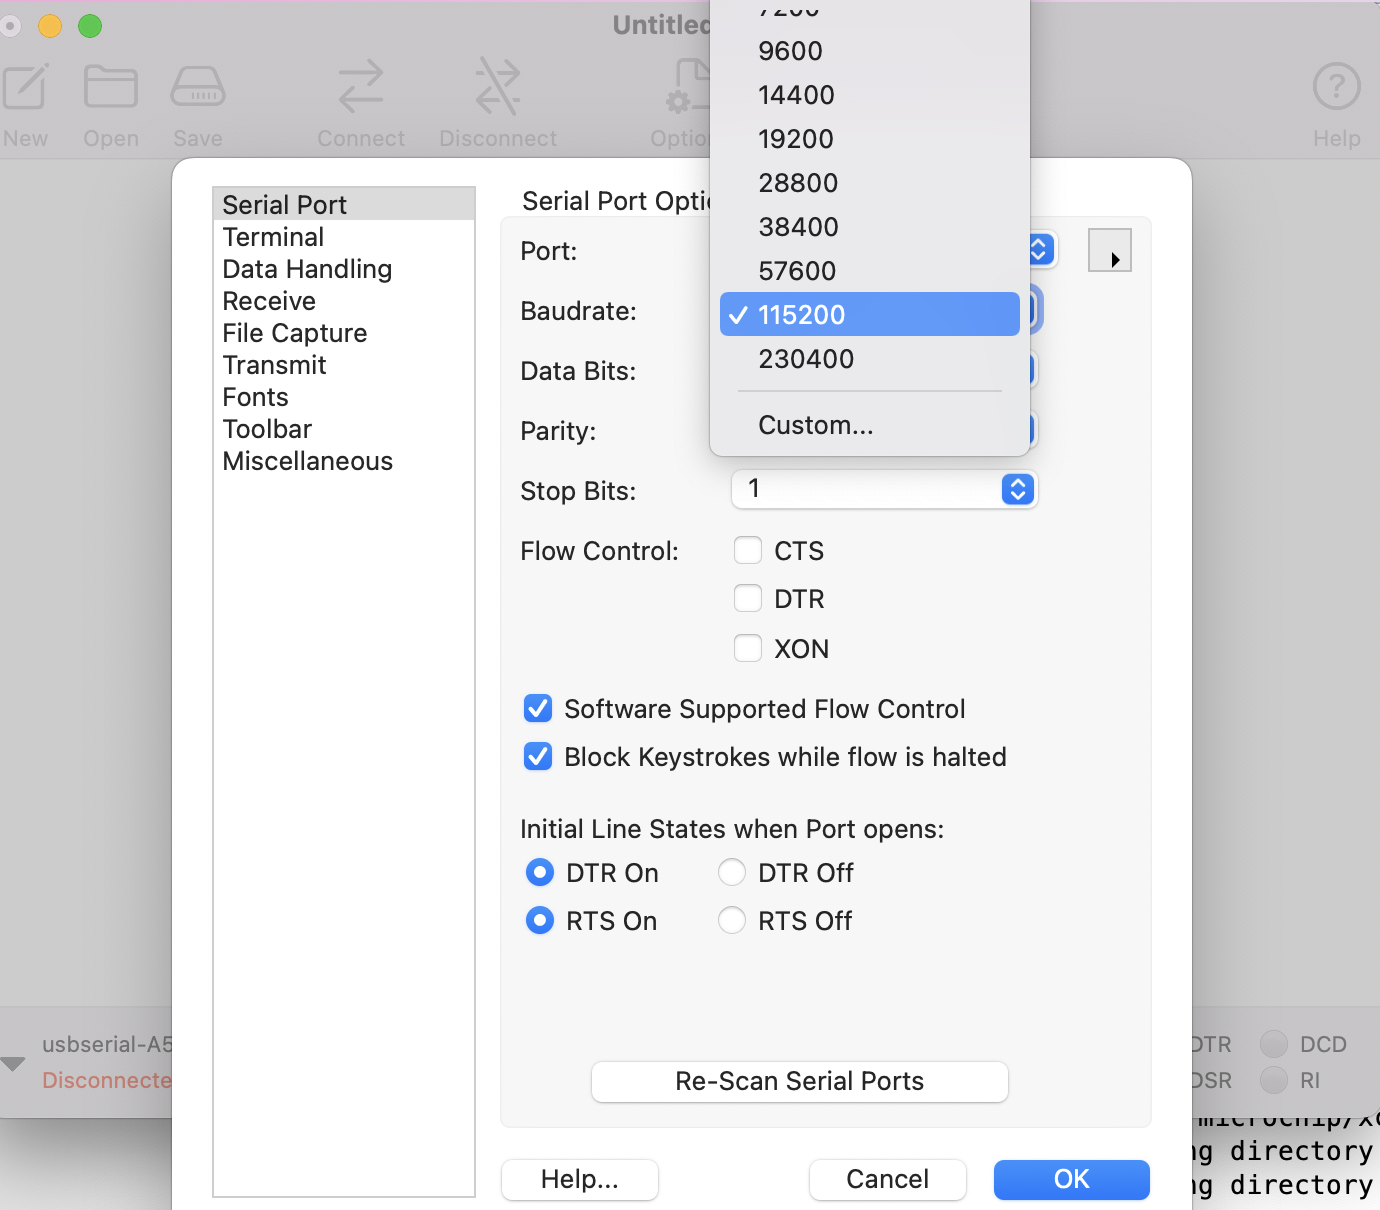 Untitled
New
Open
Save
Connect
Disconnect
Help
7200
9600
14400
19200
28800
38400
57600
115200
230400
Custom...
Serial Port
Terminal
Data Handling
Receive
File Capture
Transmit
Fonts
Toolbar
Miscellaneous
Serial Port Optio
Port:
Baudrate:
Data Bits:
Parity:
Stop Bits:
1
Flow Control:
CTS
DTR
XON
Software Supported Flow Control
Block Keystrokes while flow is halted
Initial Line States when Port opens:
DTR On
DTR Off
RTS On
RTS Off
Re-Scan Serial Ports
Help...
Cancel
OK
usbserial-A5
Disconnecte
DTR
DCD
DSR
RI
microchip/xc
ng directory
ng directory